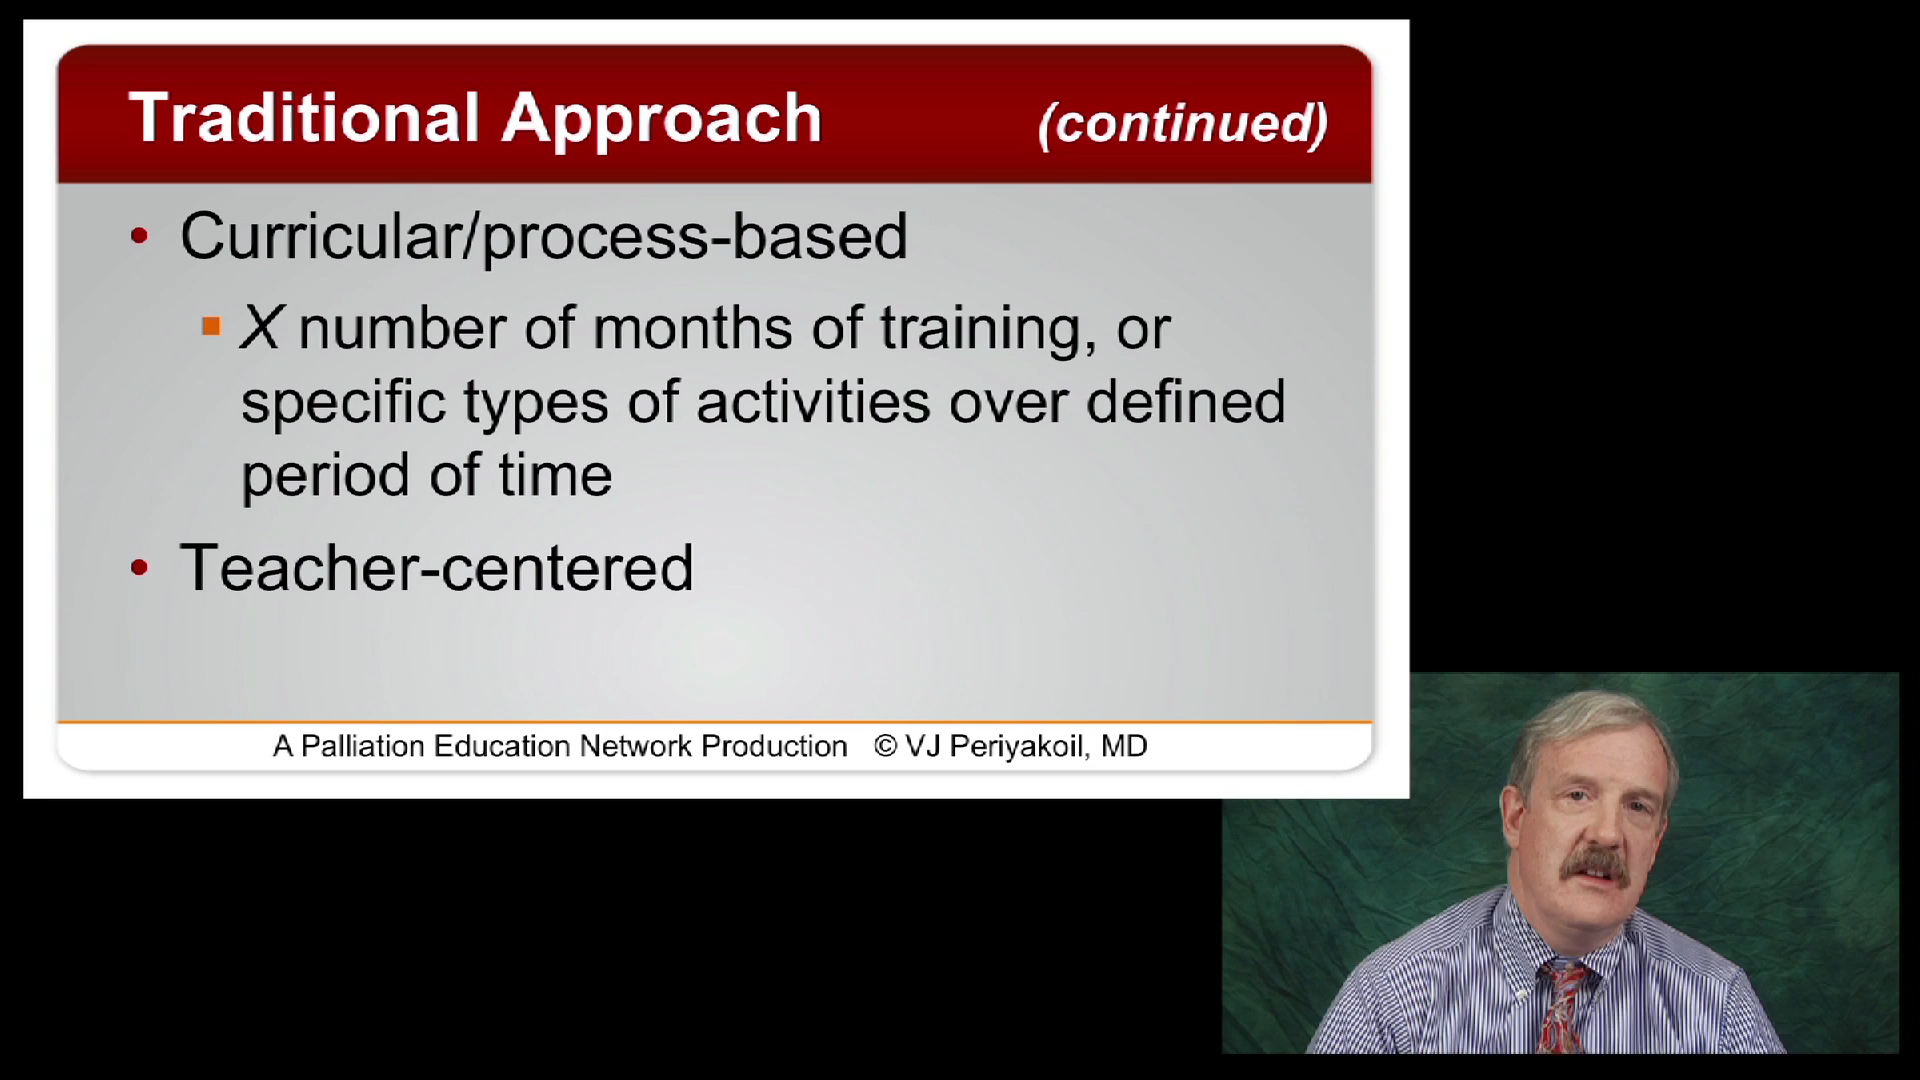 Traditional Approach (continued)
• Curricular/process-based
▪ X number of months of training, or
specific types of activities over defined
period of time
• Teacher-centered
A Palliation Education Network Production © VJ Periyakoil, MD